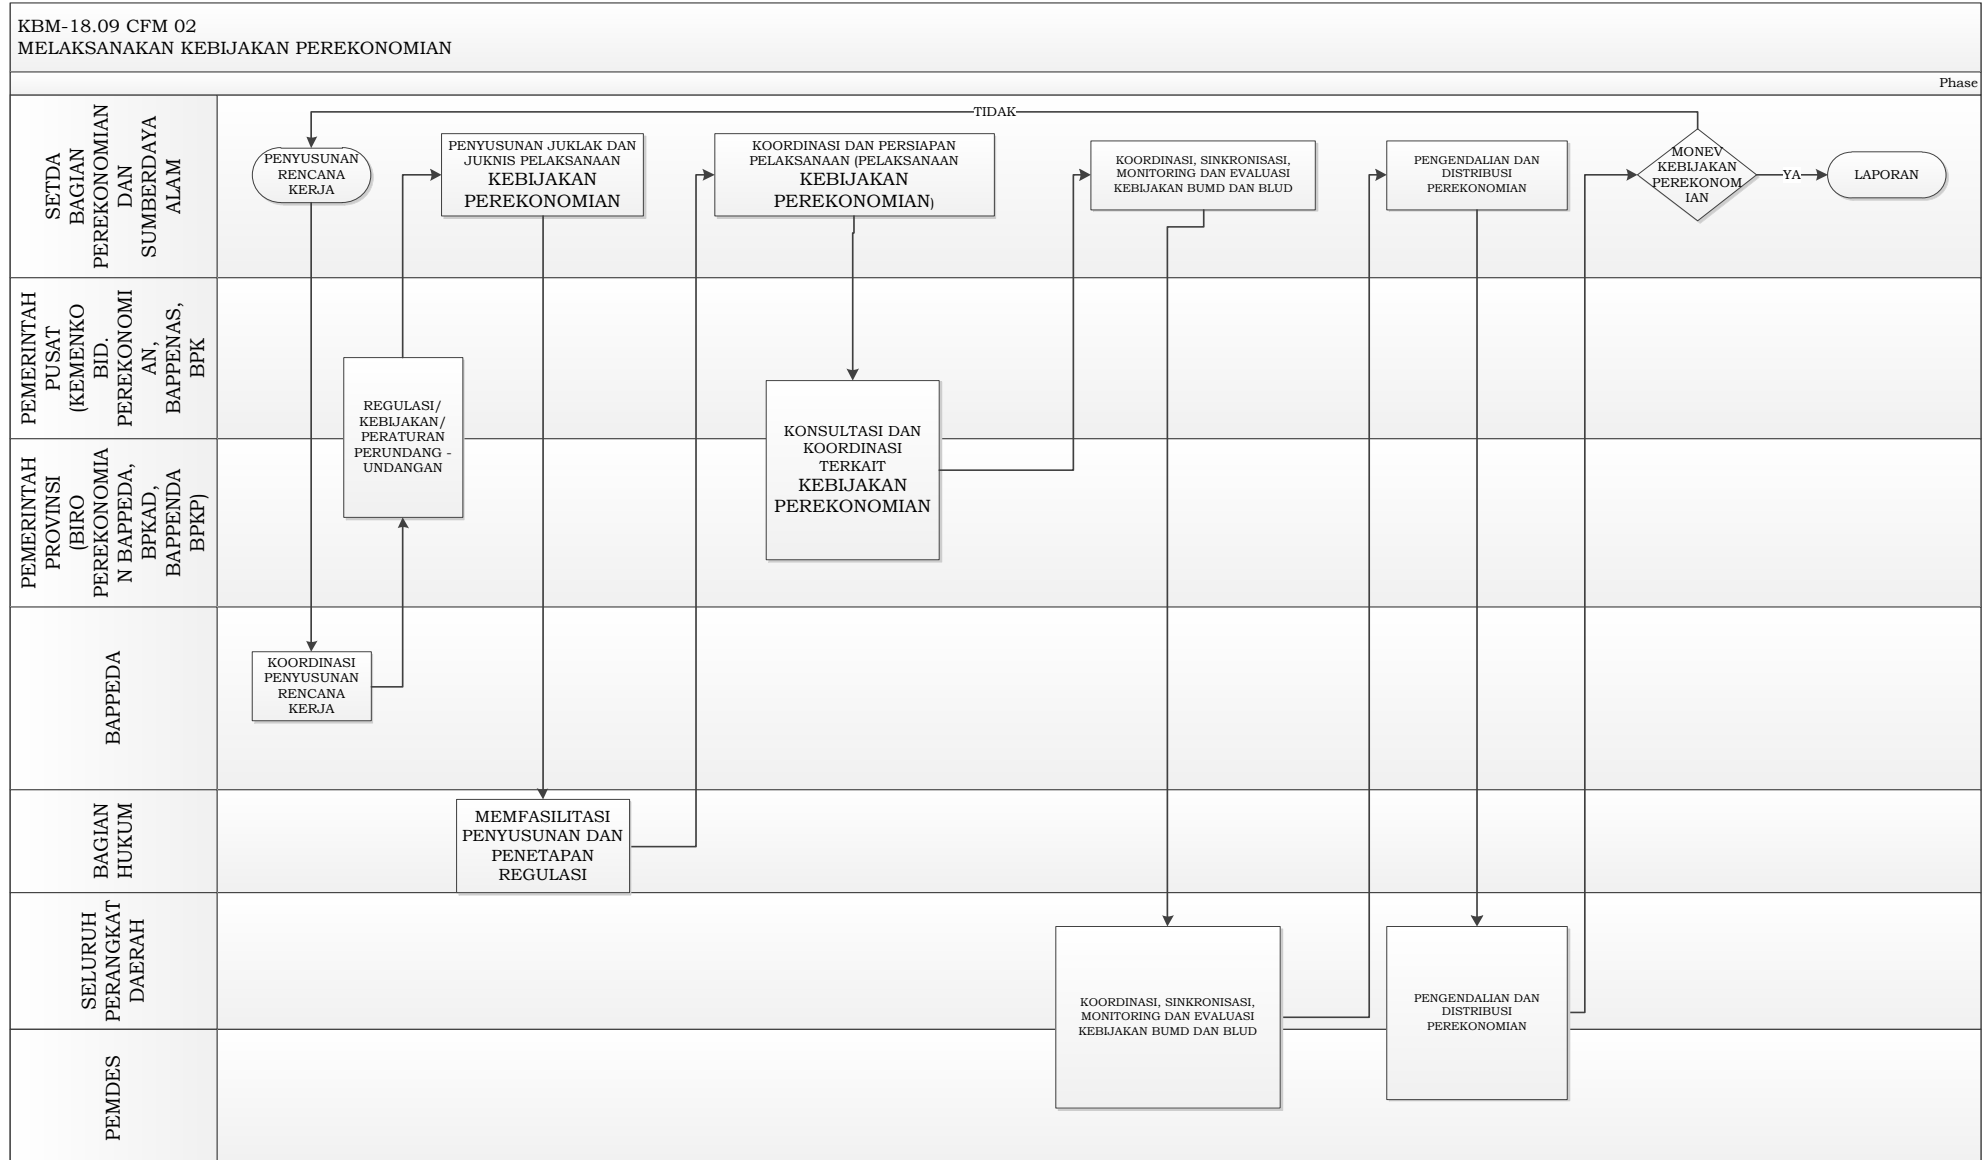 KBM-18.09 CFM 02
MELAKSANAKAN KEBIJAKAN PEREKONOMIAN
Phase
SETDA
BAGIAN
PEREKONOMIAN
DAN
SUMBERDAYA
ALAM
TIDAK
PENYUSUNAN
RENCANA
KERJA
PENYUSUNAN JUKLAK DAN
JUKNIS PELAKSANAAN
KEBIJAKAN
PEREKONOMIAN
KOORDINASI DAN PERSIAPAN
PELAKSANAAN (PELAKSANAAN
KEBIJAKAN
PEREKONOMIAN)
KOORDINASI, SINKRONISASI,
MONITORING DAN EVALUASI
KEBIJAKAN BUMD DAN BLUD
PENGENDALIAN DAN
DISTRIBUSI
PEREKONOMIAN
MONEV
KEBIJAKAN
PEREKONOM
IAN
YA
LAPORAN
PEMERINTAH
PUSAT
(KEMENKO
BID.
PEREKONOMI
AN,
BAPPENAS,
BPK
REGULASI/
KEBIJAKAN/
PERATURAN
PERUNDANG -
UNDANGAN
KONSULTASI DAN
KOORDINASI
TERKAIT
KEBIJAKAN
PEREKONOMIAN
PEMERINTAH
PROVINSI
(BIRO
PEREKONOMIA
N BAPPEDA,
BPKAD,
BAPPENDA
BPKP)
BAPPEDA
KOORDINASI
PENYUSUNAN
RENCANA
KERJA
BAGIAN
HUKUM
MEMFASILITASI
PENYUSUNAN DAN
PENETAPAN
REGULASI
SELURUH
PERANGKAT
DAERAH
KOORDINASI, SINKRONISASI,
MONITORING DAN EVALUASI
KEBIJAKAN BUMD DAN BLUD
PENGENDALIAN DAN
DISTRIBUSI
PEREKONOMIAN
PEMDES